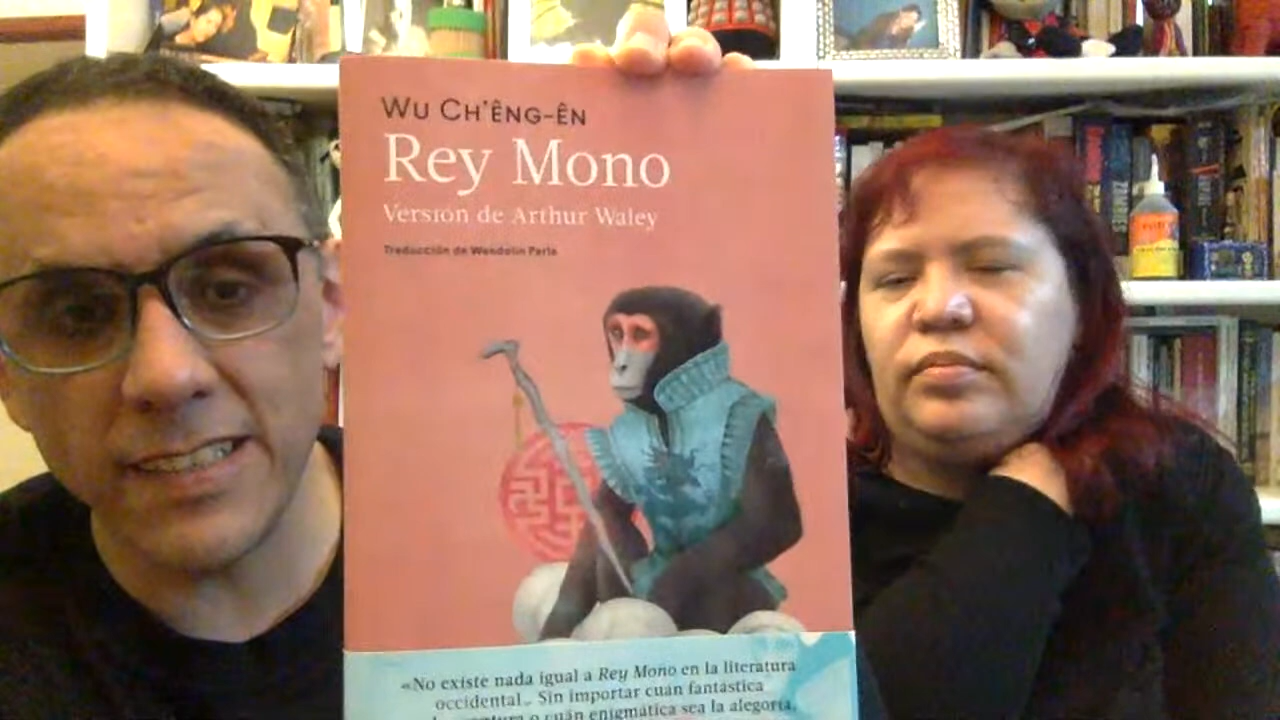 WU CH'ÊNG-ÊN
Rey Mono
Versión de Arthur Waley
Traducción de Wendolín Perla
«No existe nada igual a Rey Mono en la literatura
occidental. Sin importar cuán fantástica
o cuán enigmática sea la alegoría,